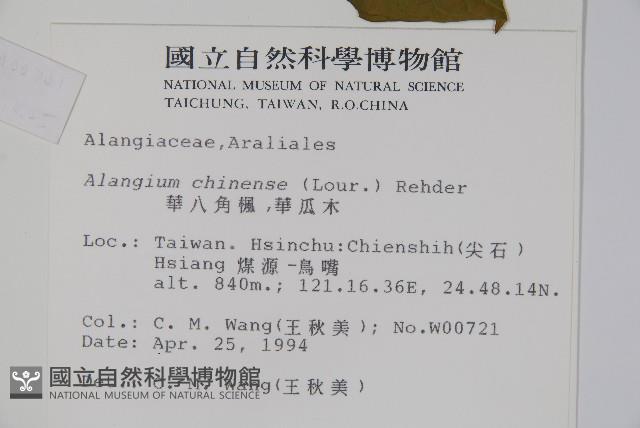 國立自然科學博物館
NATIONAL MUSEUM OF NATURAL SCIENCE
TAICHUNG, TAIWAN, R.O.CHINA
Alangiaceae,Araliales
Alangium chinense (Lour.) Rehder
華八角楓,華瓜木
Loc.: Taiwan. Hsinchu:Chienshih(尖石)
Hsiang 煤源-鳥嘴
alt. 840m.; 121.16.36E, 24.48.14N.
Col.: C. M. Wang(王秋美); No.W00721
Date: Apr. 25, 1994
C. M. Wang(王秋美)
國立自然科學博物館
NATIONAL MUSEUM OF NATURAL SCIENCE